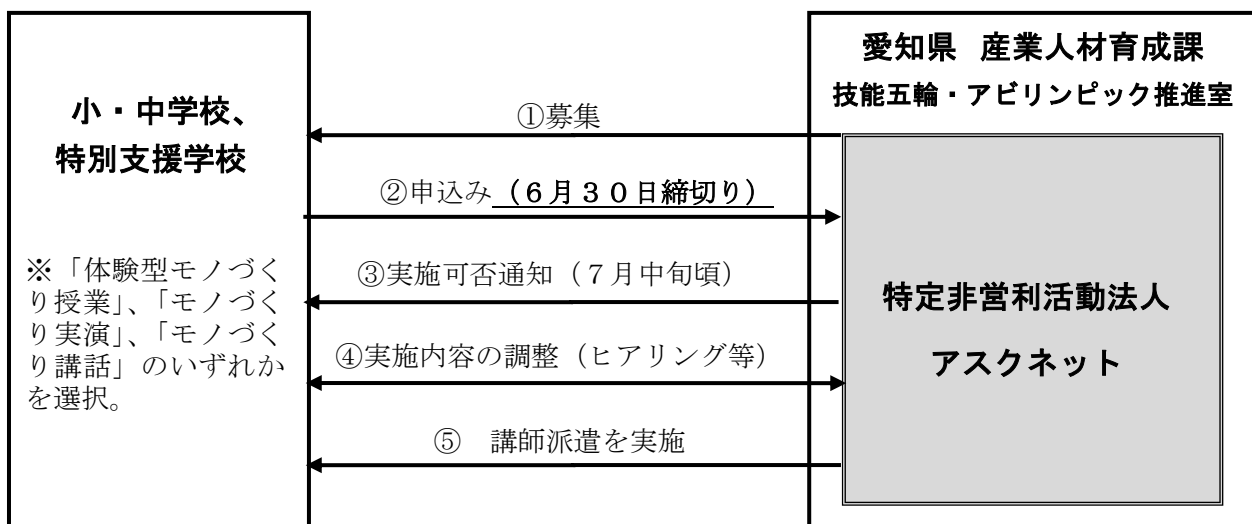 小・中学校、
特別支援学校
※「体験型モノづく
り授業」、「モノづく
り実演」、「モノづく
り講話」のいずれか
を選択。
①募集
②申込み（６月３０日締切り）
③実施可否通知（７月中旬頃）
④実施内容の調整（ヒアリング等）
⑤　講師派遣を実施
愛知県　産業人材育成課
技能五輪・アビリンピック推進室
特定非営利活動法人
アスクネット